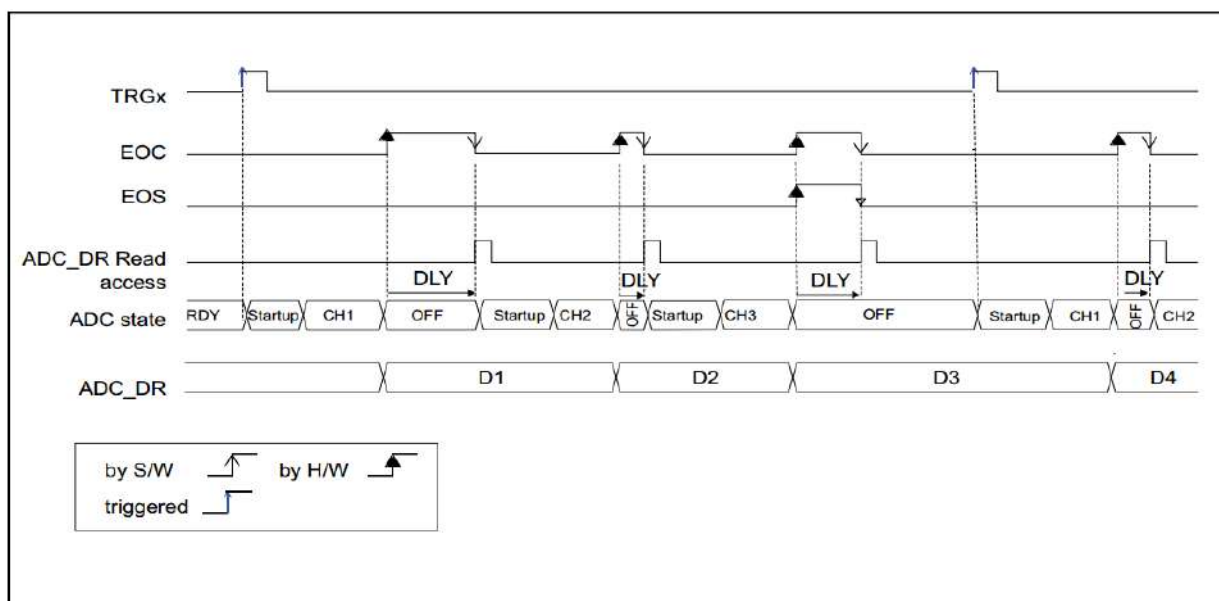 TRGx
EOC
EOS
ADC_DR Read
access
DLY DLY DLY DLY
ADC state RDY Startup CH1 OFF Startup CH2 OFF Startup CH3 OFF Startup CH1 OFF CH2
ADC_DR D1 D2 D3 D4
by S/W by H/W
triggered